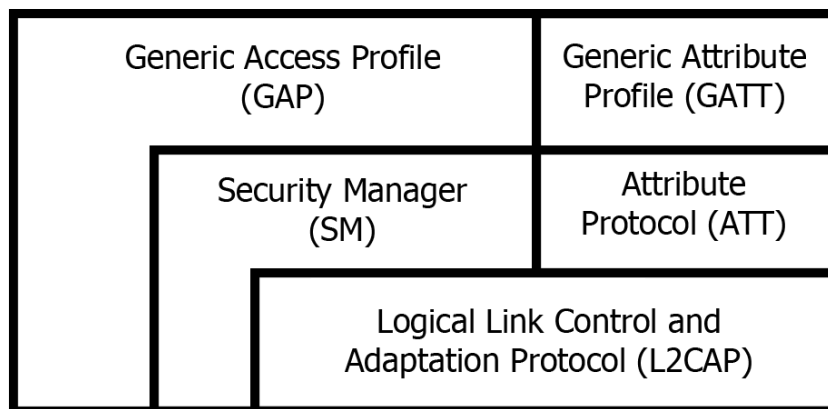 Generic Access Profile
(GAP)
Generic Attribute
Profile (GATT)
Security Manager
(SM)
Attribute
Protocol (ATT)
Logical Link Control and
Adaptation Protocol (L2CAP)